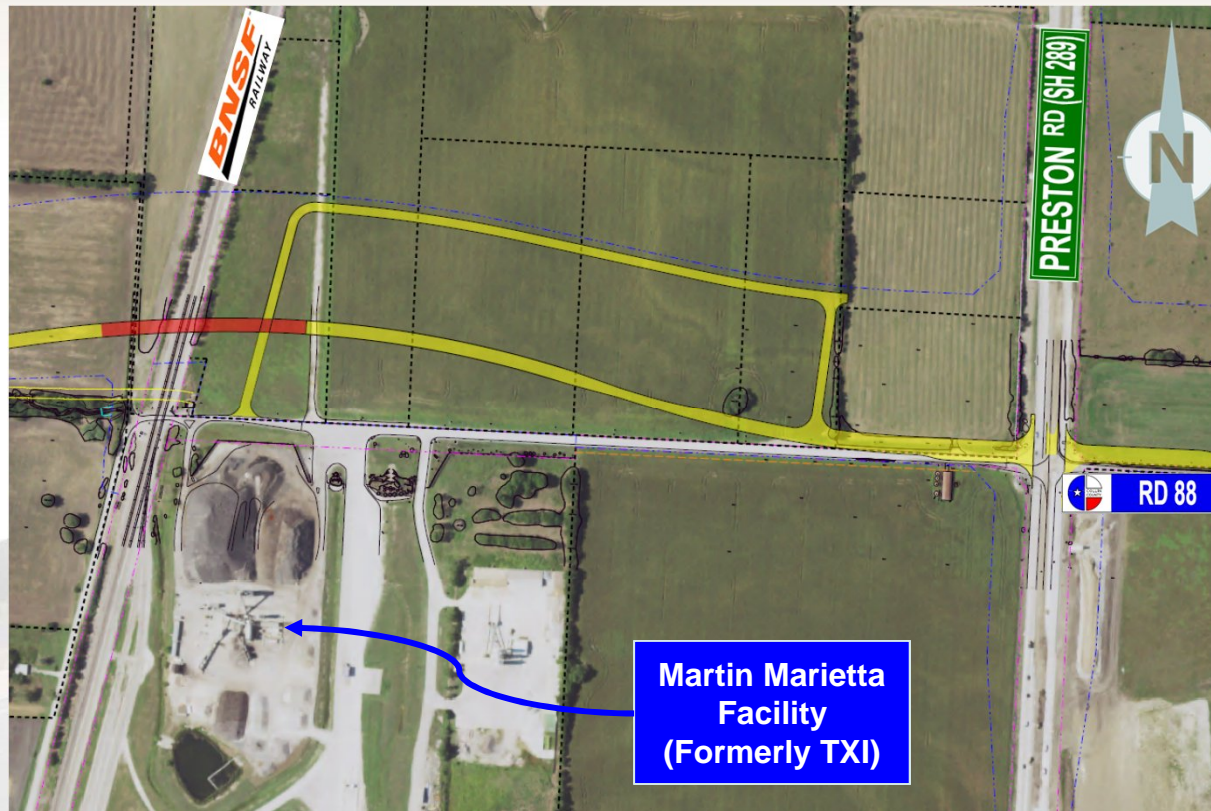 BNSF
RAILWAY
PRESTON RD (SH 289)
N
RD 88
Martin Marietta
Facility
(Formerly TXI)